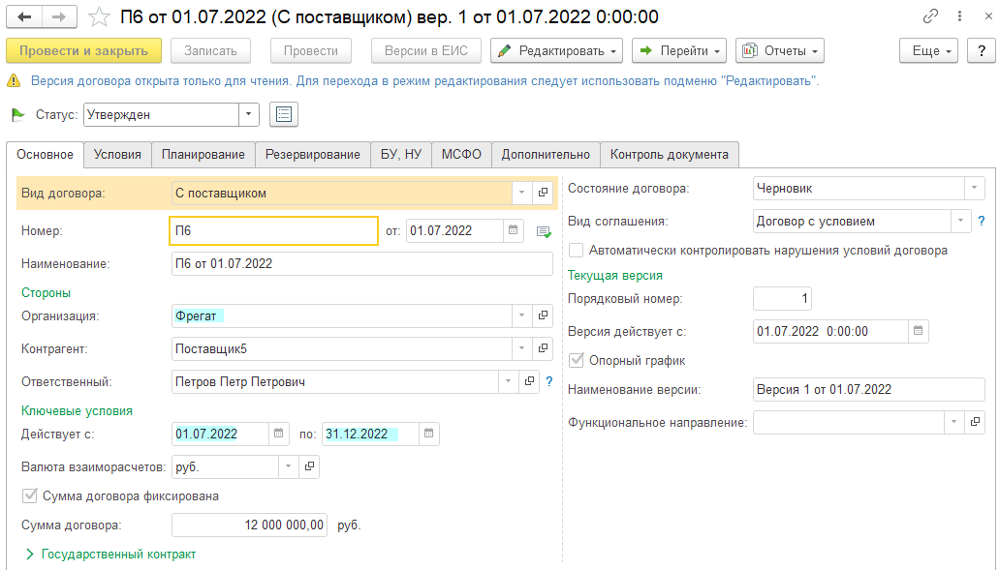 П6 от 01.07.2022 (С поставщиком) вер. 1 от 01.07.2022 0:00:00
Провести и закрыть Записать Провести Версии в ЕИС Редактировать Перейти Отчеты Еще ?
Версия договора открыта только для чтения. Для перехода в режим редактирования следует использовать подменю "Редактировать".
Статус: Утвержден
Основное Условия Планирование Резервирование БУ, НУ МСФО Дополнительно Контроль документа
Вид договора: С поставщиком
Номер: П6 от: 01.07.2022
Наименование: П6 от 01.07.2022
Стороны
Организация: Фрегат
Контрагент: Поставщик5
Ответственный: Петров Петр Петрович ?
Ключевые условия
Действует с: 01.07.2022 по: 31.12.2022
Валюта взаиморасчетов: руб.
Сумма договора фиксирована
Сумма договора: 12 000 000,00 руб.
Государственный контракт
Состояние договора: Черновик
Вид соглашения: Договор с условием ?
Автоматически контролировать нарушения условий договора
Текущая версия
Порядковый номер: 1
Версия действует с: 01.07.2022 0:00:00
Опорный график
Наименование версии: Версия 1 от 01.07.2022
Функциональное направление: